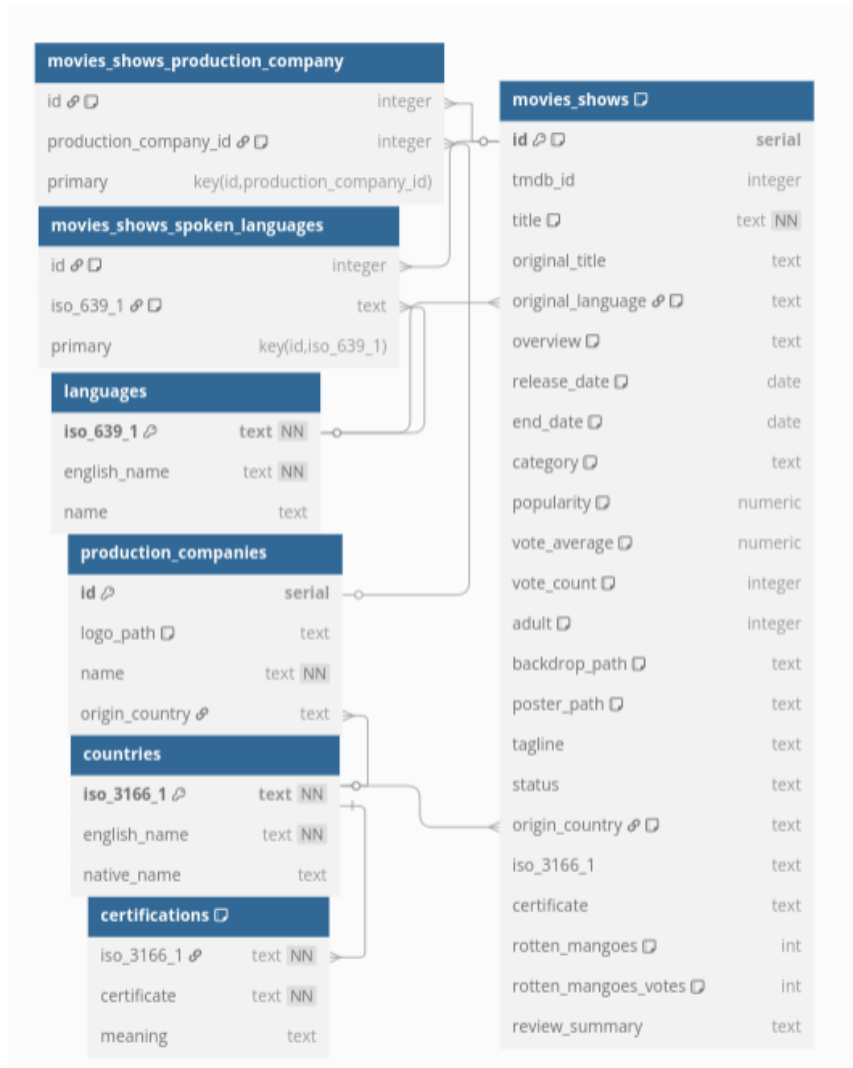 movies_shows_production_company
id integer
production_company_id integer
primary key(id,production_company_id)
movies_shows_spoken_languages
id integer
iso_639_1 text
primary key(id,iso_639_1)
languages
iso_639_1 text NN
english_name text NN
name text
production_companies
id serial
logo_path text
name text NN
origin_country text
countries
iso_3166_1 text NN
english_name text NN
native_name text
certifications
iso_3166_1 text NN
certificate text NN
meaning text
movies_shows
id serial
tmdb_id integer
title text NN
original_title text
original_language text
overview text
release_date date
end_date date
category text
popularity numeric
vote_average numeric
vote_count integer
adult integer
backdrop_path text
poster_path text
tagline text
status text
origin_country text
iso_3166_1 text
certificate text
rotten_mangoes int
rotten_mangoes_votes int
review_summary text